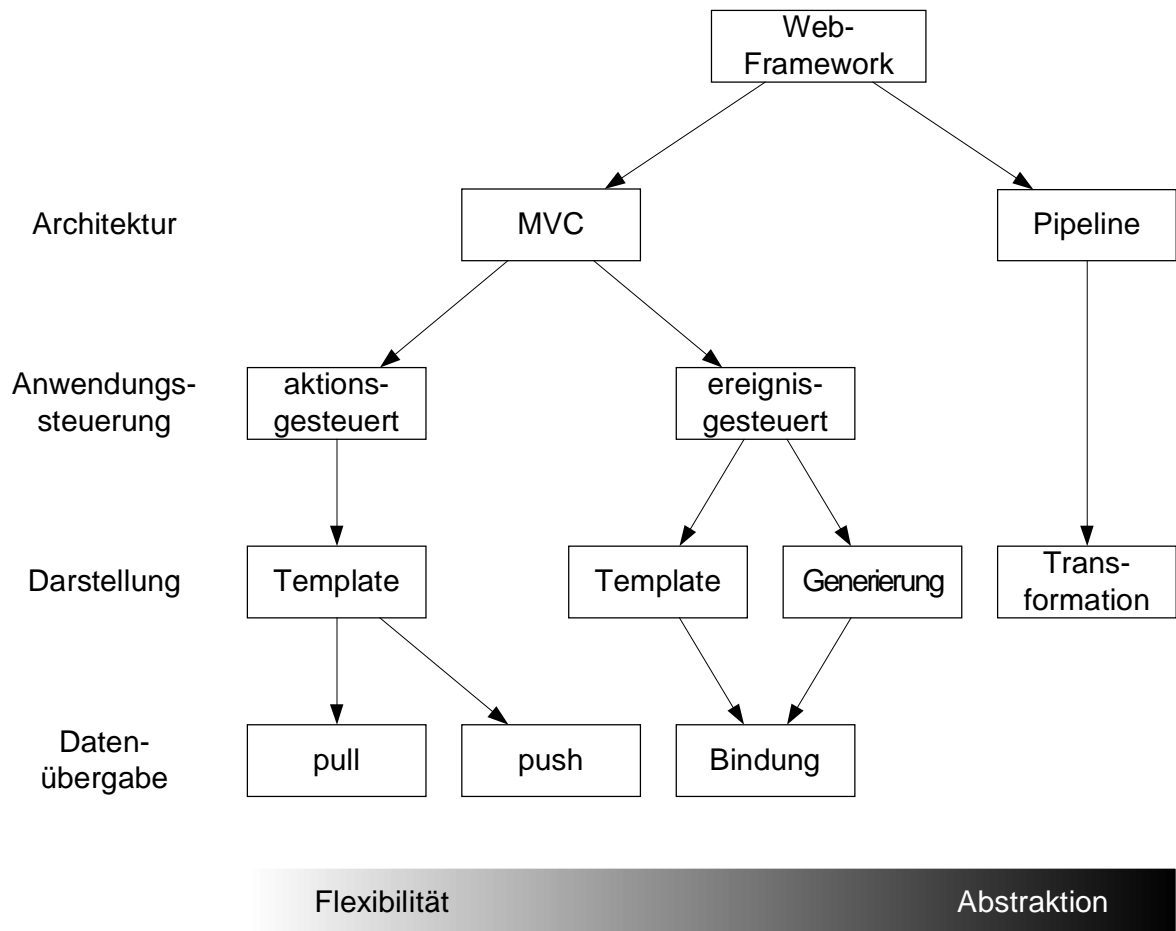 Web-
Framework
Architektur
MVC
Pipeline
Anwendungs-
steuerung
aktions-
gesteuert
ereignis-
gesteuert
Darstellung
Template
Template
Generierung
Trans-
formation
Daten-
übergabe
pull
push
Bindung
Flexibilität
Abstraktion